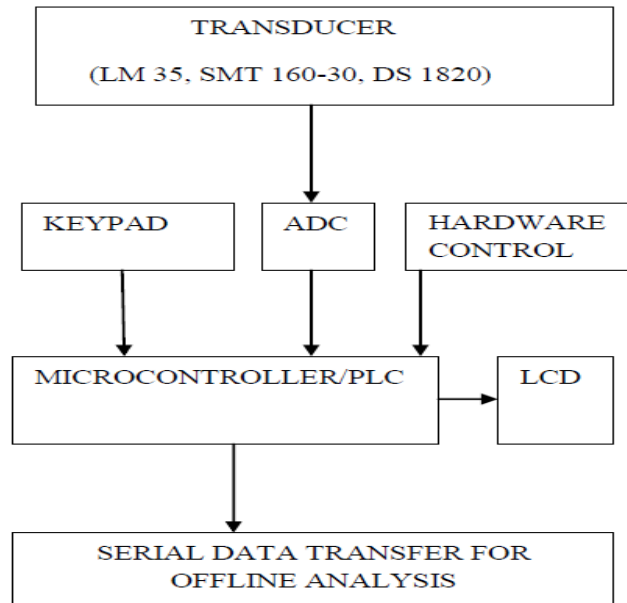 TRANSDUCER
(LM 35, SMT 160-30, DS 1820)
KEYPAD
ADC
HARDWARE
CONTROL
MICROCONTROLLER/PLC
LCD
SERIAL DATA TRANSFER FOR
OFFLINE ANALYSIS